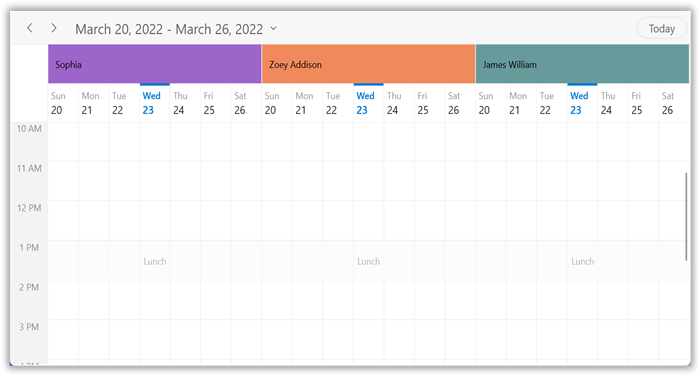 March 20, 2022 - March 26, 2022 Today
Sophia Zoey Addison James William
Sun Mon Tue Wed Thu Fri Sat Sun Mon Tue Wed Thu Fri Sat Sun Mon Tue Wed Thu Fri Sat
20 21 22 23 24 25 26 20 21 22 23 24 25 26 20 21 22 23 24 25 26
10 AM
11 AM
12 PM
1 PM
Lunch Lunch Lunch
2 PM
3 PM